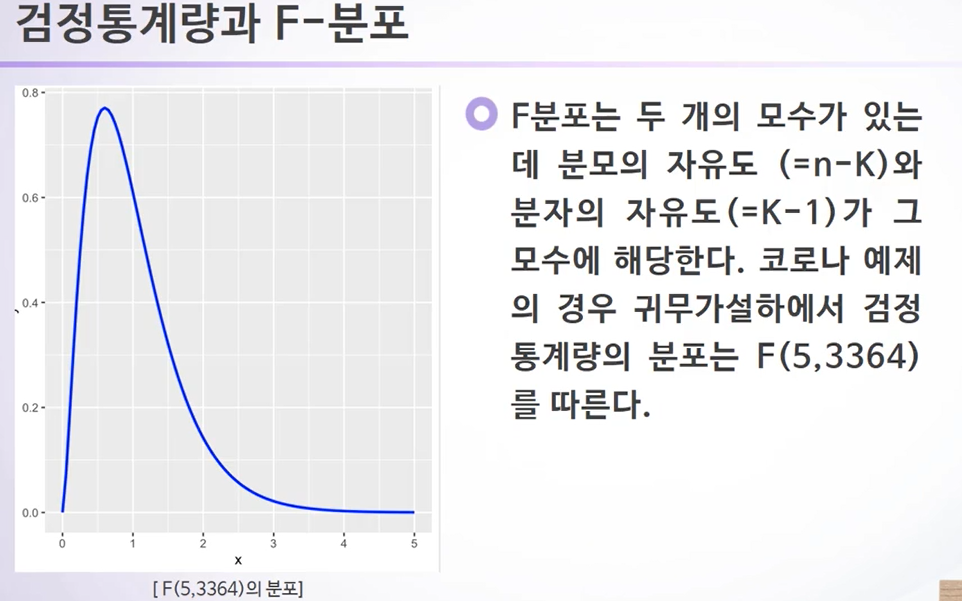 검정통계량과 F-분포
0.8
0.6
0.4
0.2
0.0
0 1 2 3 4 5
x
[ F(5,3364)의 분포]
F분포는 두 개의 모수가 있는
데 분모의 자유도 (=n-K)와
분자의 자유도(=K-1)가 그
모수에 해당한다. 코로나 예제
의 경우 귀무가설하에서 검정
통계량의 분포는 F(5,3364)
를 따른다.